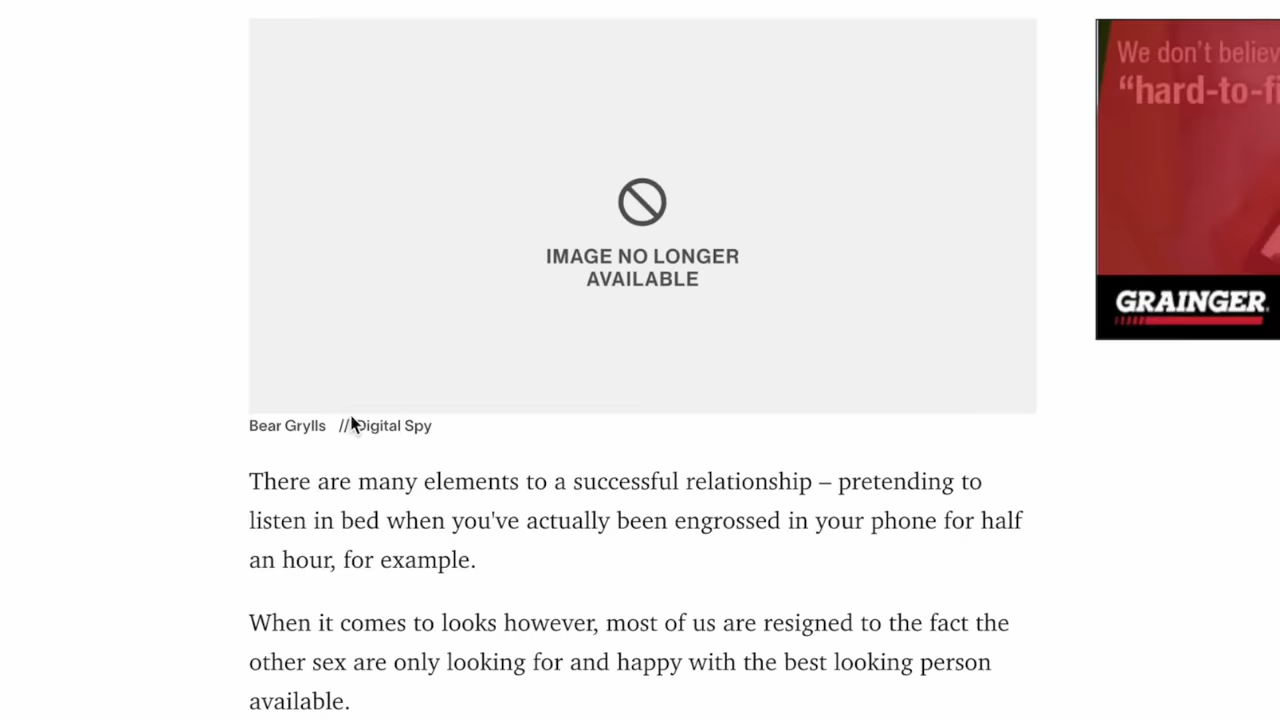 We don't believ
"hard-to-fi
IMAGE NO LONGER
AVAILABLE
GRAINGER
Bear Grylls // Digital Spy
There are many elements to a successful relationship – pretending to
listen in bed when you've actually been engrossed in your phone for half
an hour, for example.
When it comes to looks however, most of us are resigned to the fact the
other sex are only looking for and happy with the best looking person
available.